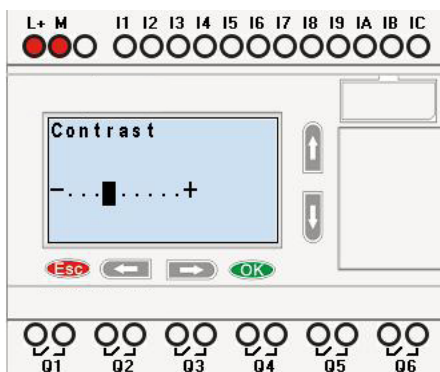 L+ M I1 I2 I3 I4 I5 I6 I7 I8 I9 IA IB IC
Contrast
-...█.....+
Esc OK
Q1 Q2 Q3 Q4 Q5 Q6